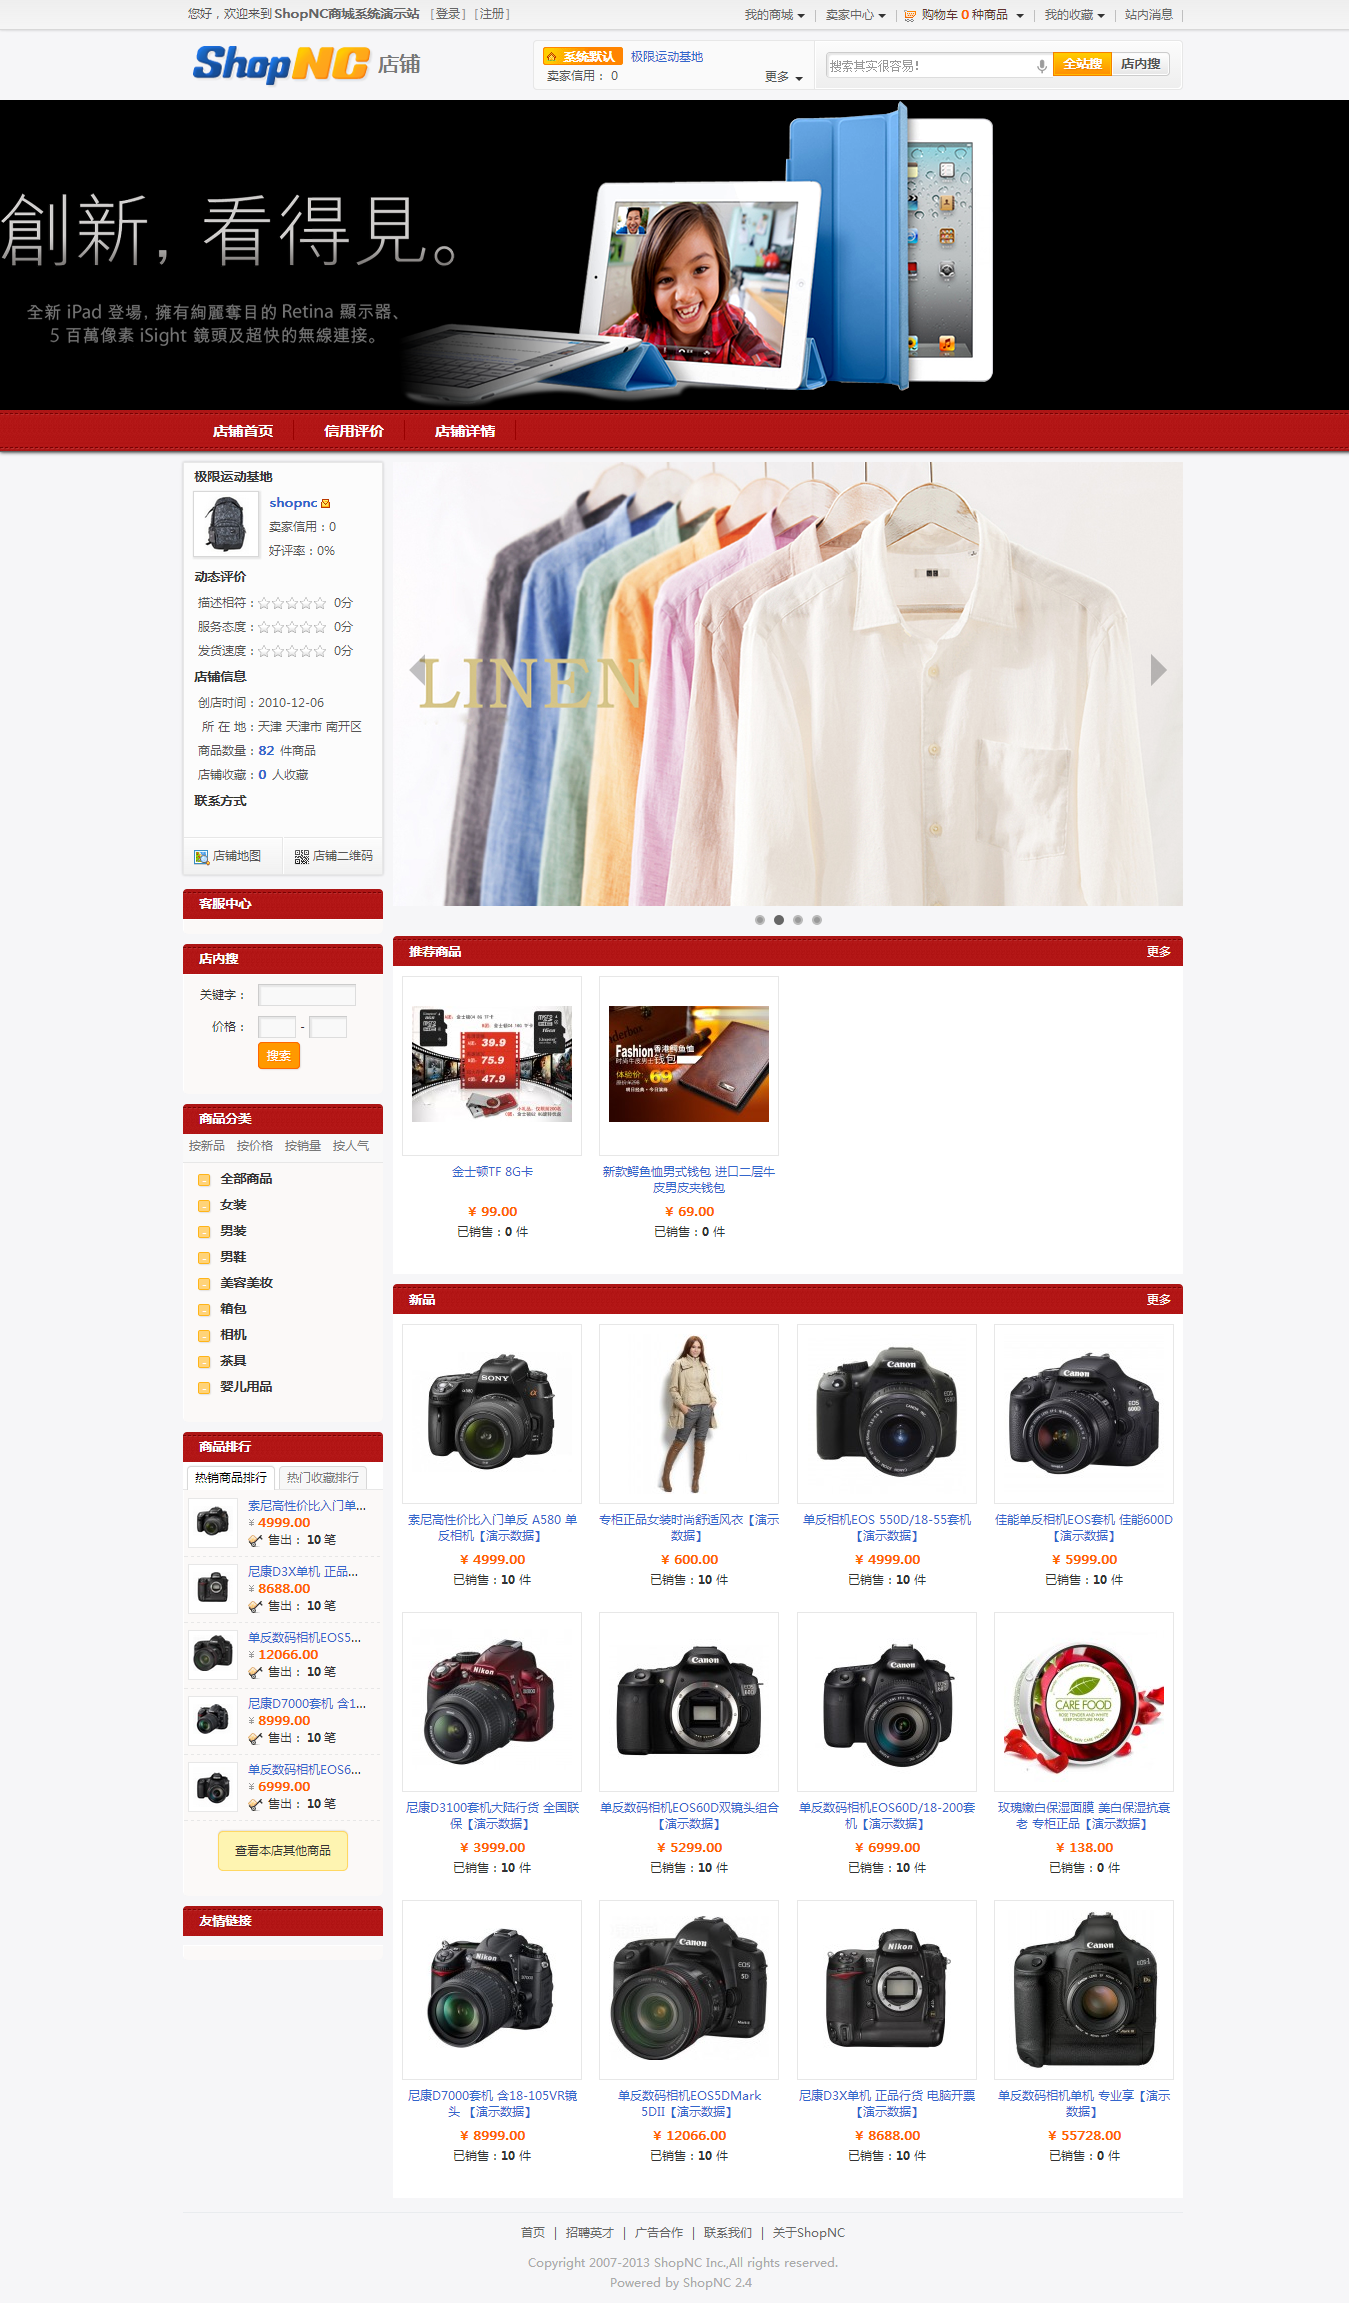 您好，欢迎来到 ShopNC商城系统演示站 [登录] [注册]
我的商城 卖家中心 购物车 0 种商品 我的收藏 站内消息
ShopNC 店铺
系统默认 极限运动基地
卖家信用： 0 更多
搜索其实很容易！ 全站搜 店内搜
創新，看得見。
全新 iPad 登場，擁有絢麗奪目的 Retina 顯示器、
5 百萬像素 iSight 鏡頭及超快的無線連接。
店铺首页 信用评价 店铺详情
极限运动基地
shopnc
卖家信用：0
好评率：0%
动态评价
描述相符： 0分
服务态度： 0分
发货速度： 0分
店铺信息
创店时间：2010-12-06
所 在 地：天津 天津市 南开区
商品数量：82 件商品
店铺收藏：0 人收藏
联系方式
店铺地图 店铺二维码
LINEN
客服中心
店内搜
关键字：
价格： -
搜索
商品分类
按新品 按价格 按销量 按人气
全部商品
女装
男装
男鞋
美容美妆
箱包
相机
茶具
婴儿用品
商品排行
热销商品排行 热门收藏排行
索尼高性价比入门单...
¥ 4999.00
售出： 10 笔
尼康D3X单机 正品...
¥ 8688.00
售出： 10 笔
单反数码相机EOS5...
¥ 12066.00
售出： 10 笔
尼康D7000套机 含1...
¥ 8999.00
售出： 10 笔
单反数码相机EOS6...
¥ 6999.00
售出： 10 笔
查看本店其他商品
友情链接
推荐商品 更多
39.9
75.9
47.9
Fashion 香港鳄鱼恤
时尚牛皮男士钱包
体验价: 69
金士顿TF 8G卡
¥ 99.00
已销售：0 件
新款鳄鱼恤男式钱包 进口二层牛
皮男皮夹钱包
¥ 69.00
已销售：0 件
新品 更多
SONY
Canon
Canon
索尼高性价比入门单反 A580 单
反相机【演示数据】
¥ 4999.00
已销售：10 件
专柜正品女装时尚舒适风衣【演示
数据】
¥ 600.00
已销售：10 件
单反相机EOS 550D/18-55套机
【演示数据】
¥ 4999.00
已销售：10 件
佳能单反相机EOS套机 佳能600D
【演示数据】
¥ 5999.00
已销售：10 件
Nikon
Canon
Canon
CARE FOOD
尼康D3100套机大陆行货 全国联
保【演示数据】
¥ 3999.00
已销售：10 件
单反数码相机EOS60D双镜头组合
【演示数据】
¥ 5299.00
已销售：10 件
单反数码相机EOS60D/18-200套
机【演示数据】
¥ 6999.00
已销售：10 件
玫瑰嫩白保湿面膜 美白保湿抗衰
老 专柜正品【演示数据】
¥ 138.00
已销售：0 件
Nikon
Canon
Nikon
Canon
尼康D7000套机 含18-105VR镜
头 【演示数据】
¥ 8999.00
已销售：10 件
单反数码相机EOS5DMark
5DII【演示数据】
¥ 12066.00
已销售：10 件
尼康D3X单机 正品行货 电脑开票
【演示数据】
¥ 8688.00
已销售：10 件
单反数码相机单机 专业享【演示
数据】
¥ 55728.00
已销售：0 件
首页 | 招聘英才 | 广告合作 | 联系我们 | 关于ShopNC
Copyright 2007-2013 ShopNC Inc.,All rights reserved.
Powered by ShopNC 2.4